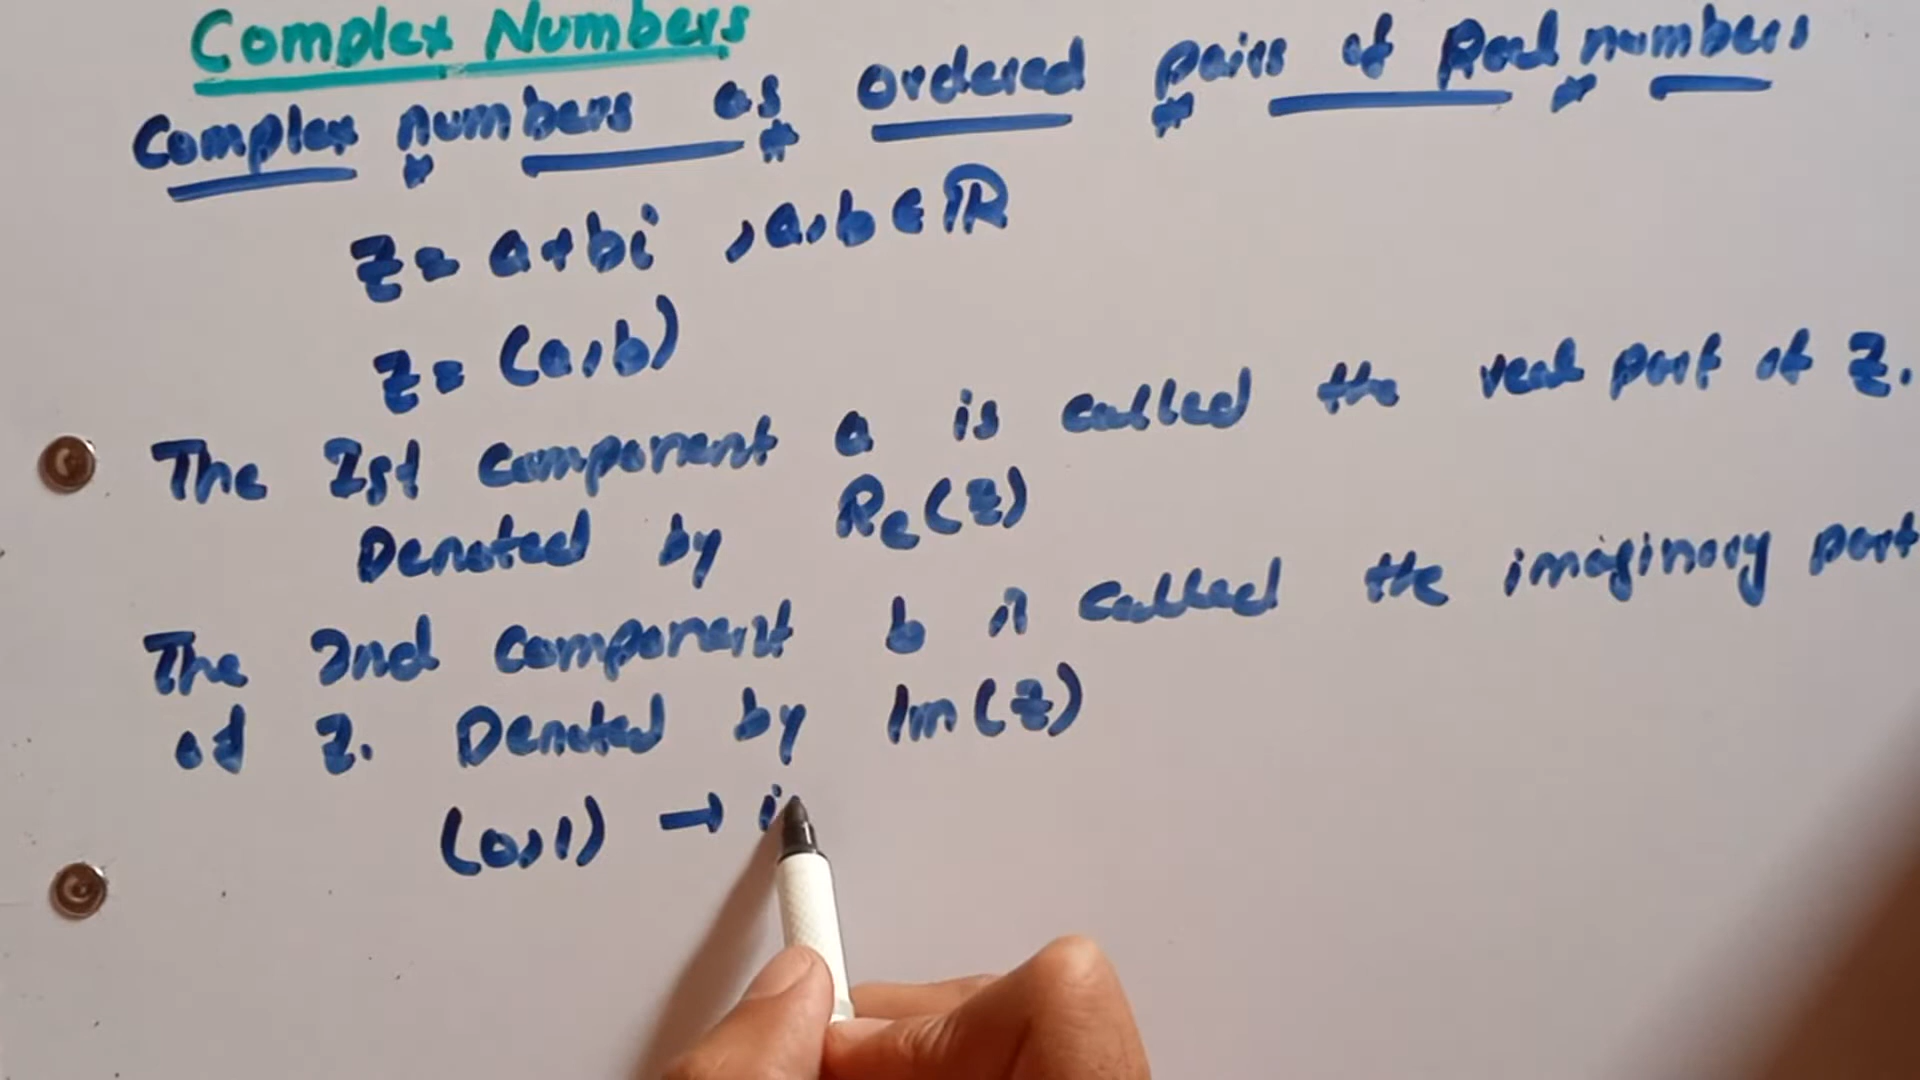 Complex Numbers
Complex numbers as ordered pairs of Real numbers
z = a+bi , a,b ∈ ℝ
z = (a,b)
The 1st component a is called the real part of z.
Denoted by Re(z)
The 2nd component b is called the imaginary part
of z. Denoted by Im(z)
(0,1) → i